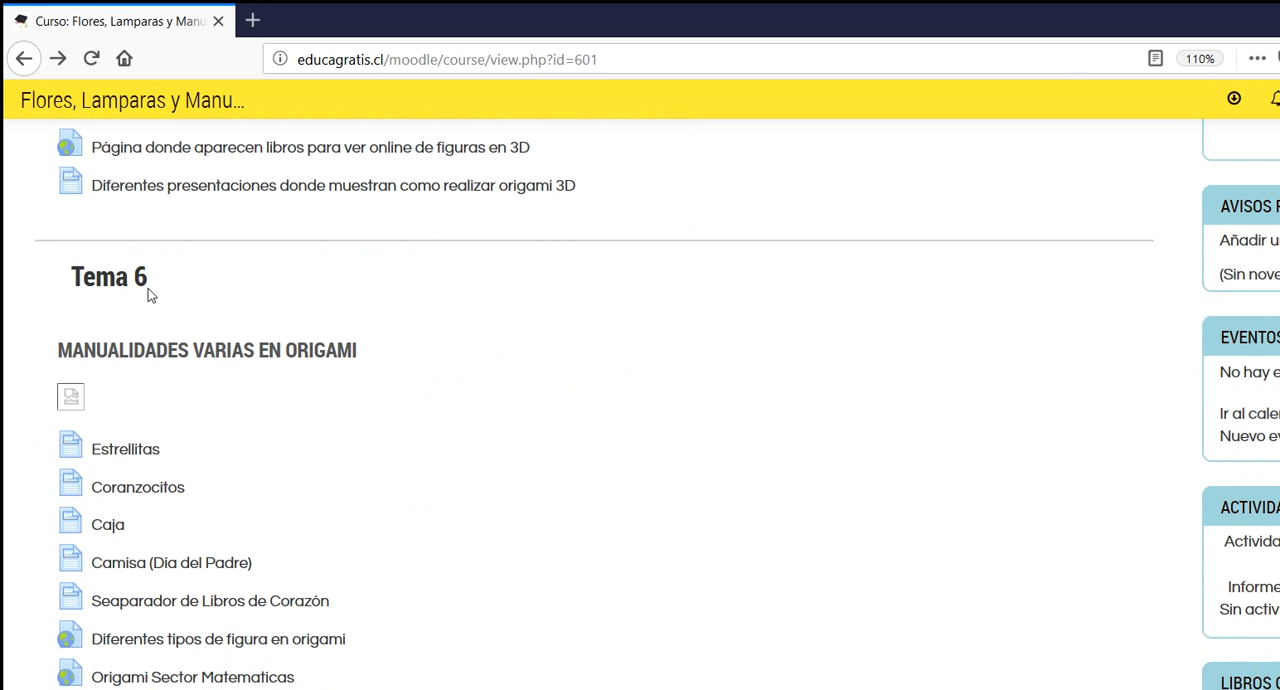 Curso: Flores, Lamparas y Manu
educagratis.cl/moodle/course/view.php?id=601
110%
Flores, Lamparas y Manu...
Página donde aparecen libros para ver online de figuras en 3D
Diferentes presentaciones donde muestran como realizar origami 3D
Tema 6
MANUALIDADES VARIAS EN ORIGAMI
Estrellitas
Coranzocitos
Caja
Camisa (Día del Padre)
Seaparador de Libros de Corazón
Diferentes tipos de figura en origami
Origami Sector Matematicas
AVISOS
Añadir u
(Sin nove
EVENTOS
No hay e
Ir al cale
Nuevo ev
ACTIVIDA
Activida
Informe
Sin activ
LIBROS